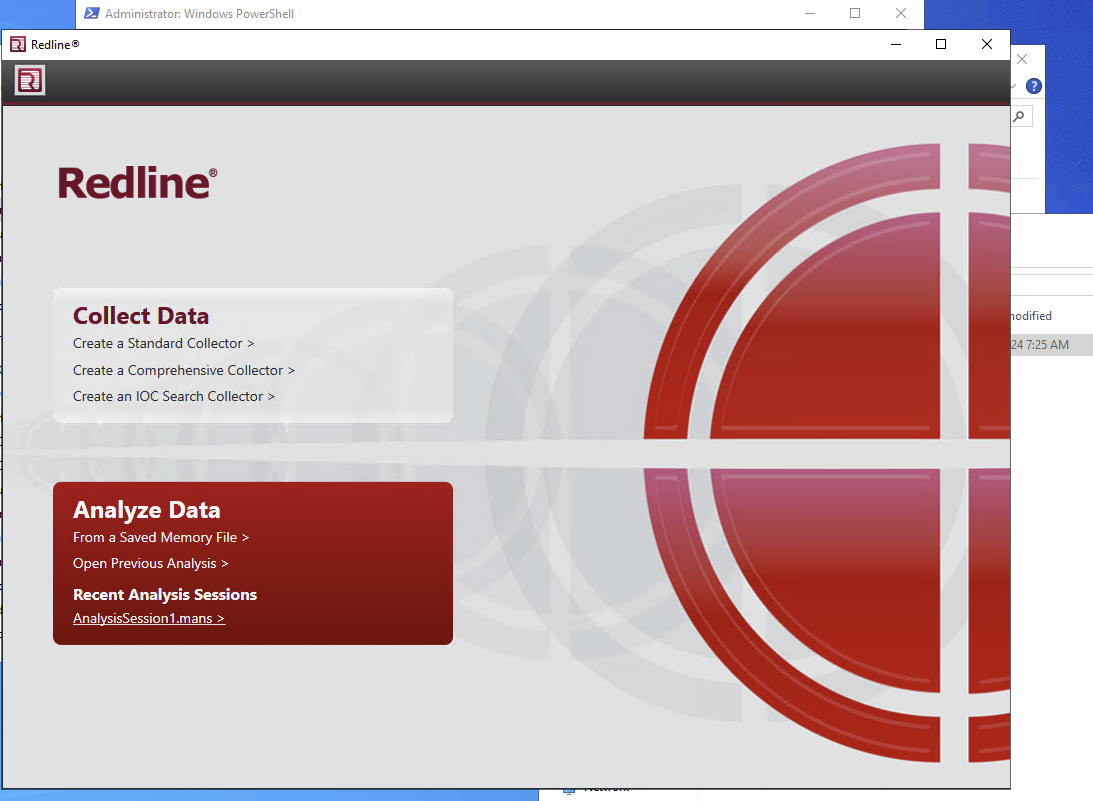 Administrator: Windows PowerShell
Redline®
Redline®
Collect Data
Create a Standard Collector >
Create a Comprehensive Collector >
Create an IOC Search Collector >
modified
24 7:25 AM
Analyze Data
From a Saved Memory File >
Open Previous Analysis >
Recent Analysis Sessions
AnalysisSession1.mans >